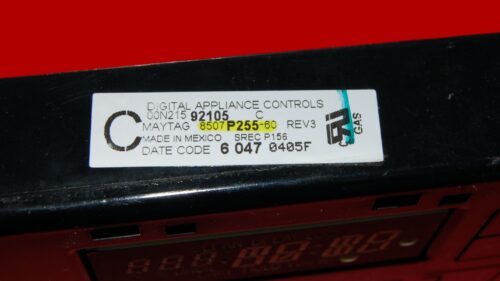 DIGITAL APPLIANCE CONTROLS
00N215 92105 C
MAYTAG 8507P255-60 REV3
MADE IN MEXICO SREC P156
DATE CODE 6 047 0405F
C
GAS